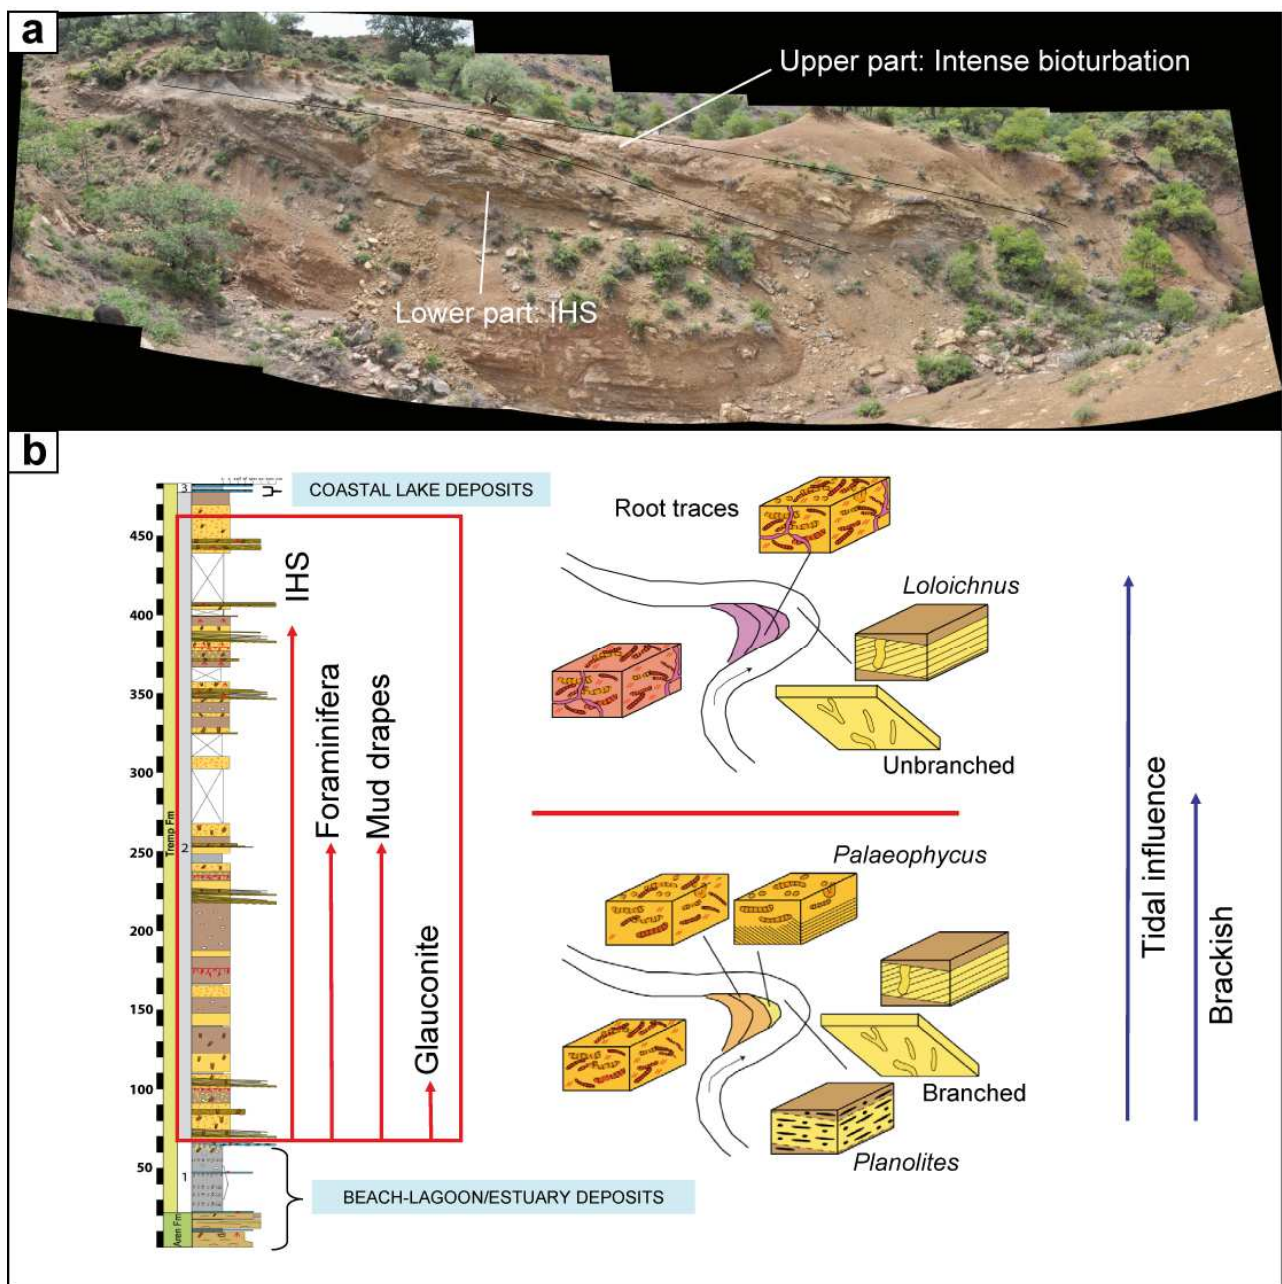 a
Upper part: Intense bioturbation
Lower part: IHS
b
3
COASTAL LAKE DEPOSITS
450
400
350
300
250
200
150
100
50
Tremp Fm
Aren Fm
2
1
IHS
Foraminifera
Mud drapes
Glauconite
BEACH-LAGOON/ESTUARY DEPOSITS
Root traces
Loloichnus
Unbranched
Palaeophycus
Branched
Planolites
Tidal influence
Brackish